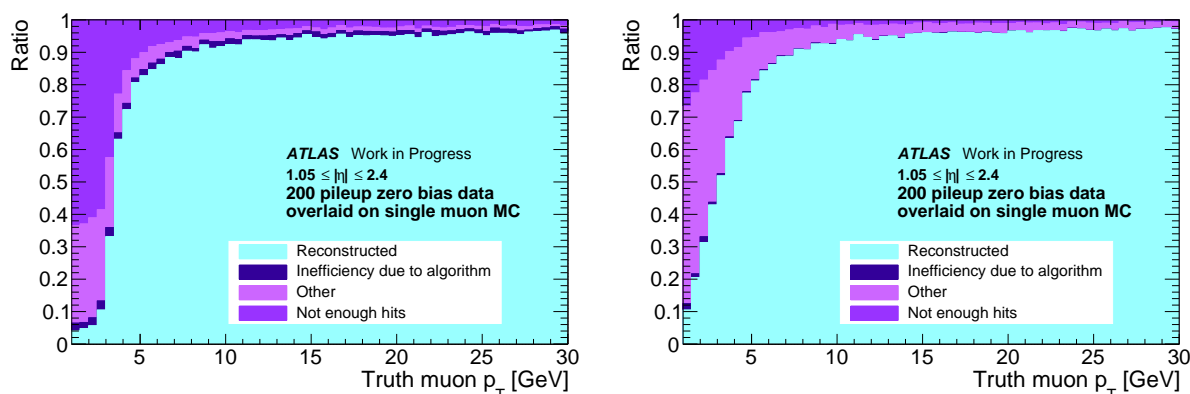 Ratio
1
0.9
0.8
0.7
0.6
0.5
0.4
0.3
0.2
0.1
0
ATLAS Work in Progress
1.05 ≤ |η| ≤ 2.4
200 pileup zero bias data
overlaid on single muon MC
Reconstructed
Inefficiency due to algorithm
Other
Not enough hits
5 10 15 20 25 30
Truth muon p_T [GeV]
Ratio
1
0.9
0.8
0.7
0.6
0.5
0.4
0.3
0.2
0.1
0
ATLAS Work in Progress
1.05 ≤ |η| ≤ 2.4
200 pileup zero bias data
overlaid on single muon MC
Reconstructed
Inefficiency due to algorithm
Other
Not enough hits
5 10 15 20 25 30
Truth muon p_T [GeV]